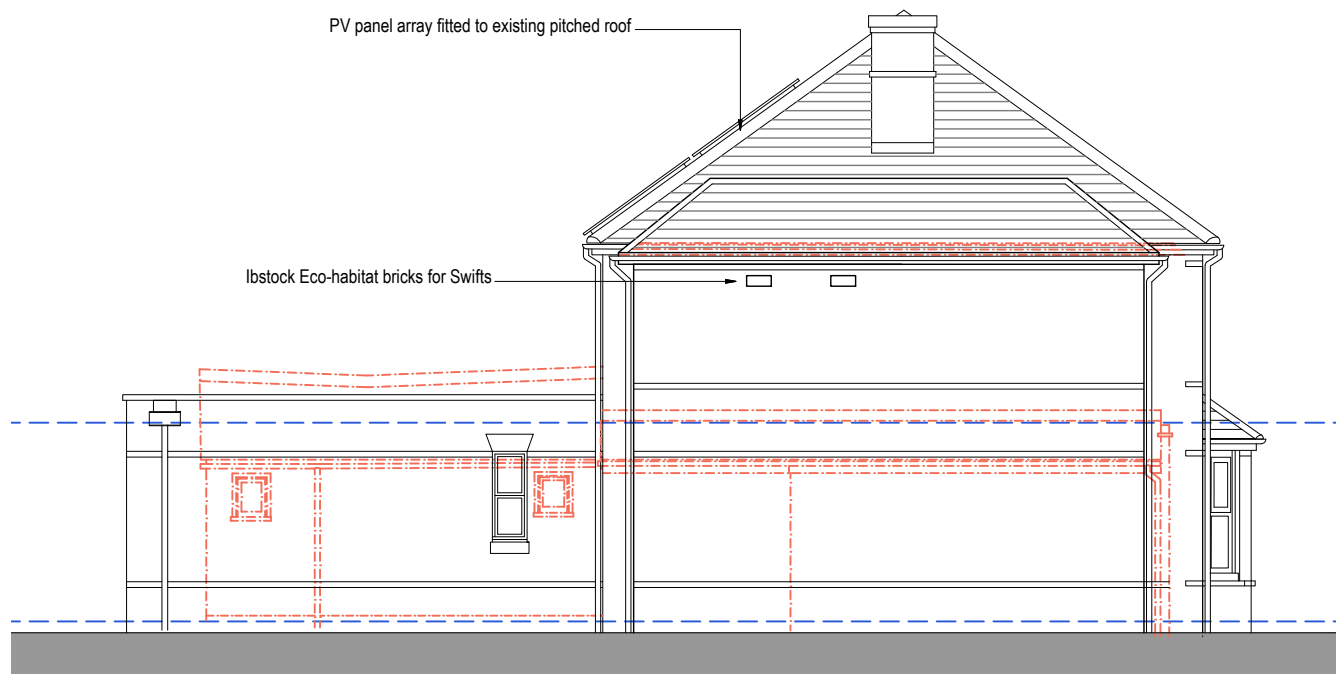 PV panel array fitted to existing pitched roof
Ibstock Eco-habitat bricks for Swifts